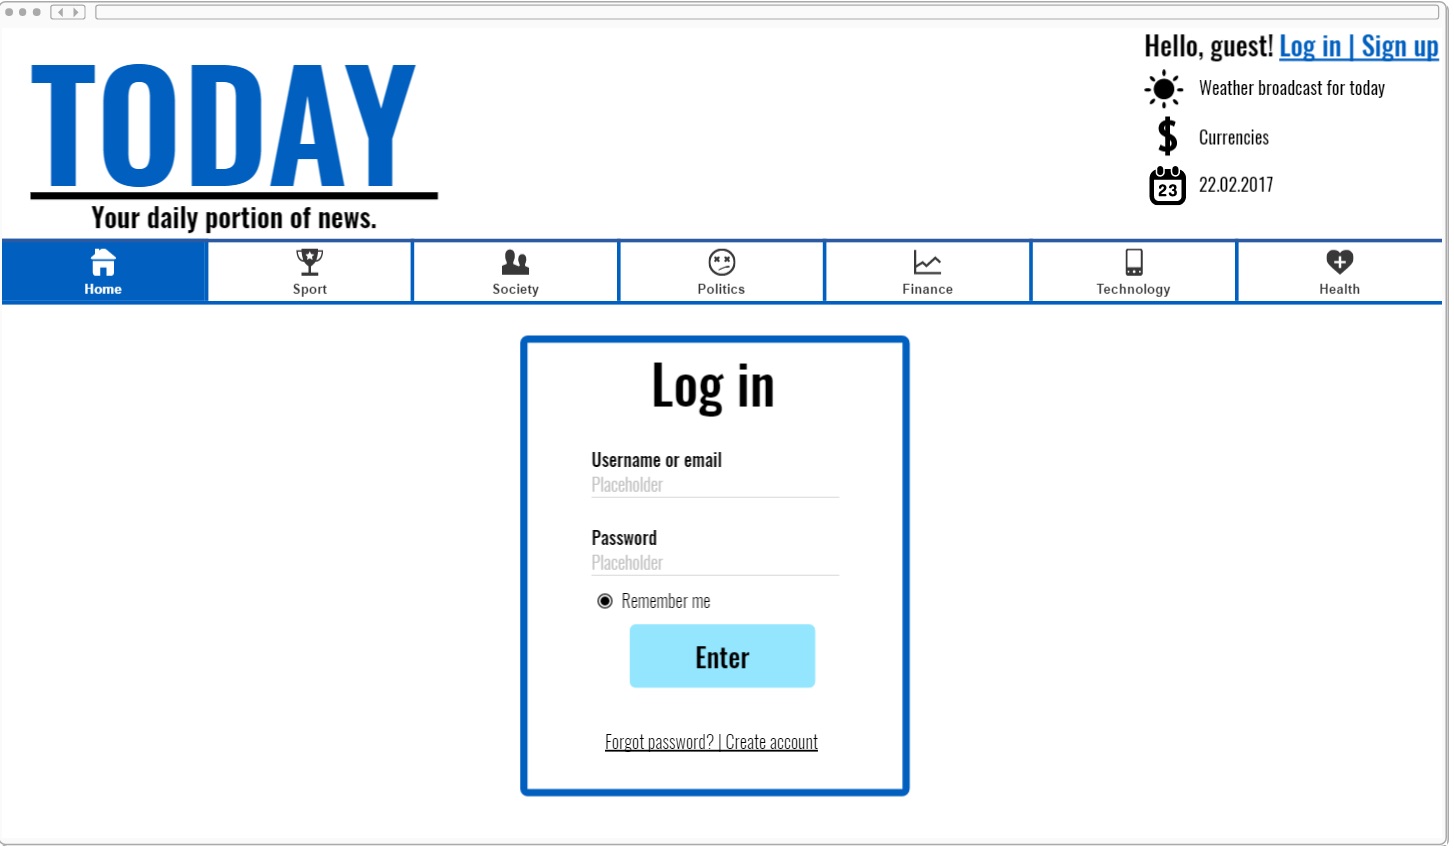 TODAY
Your daily portion of news.
Hello, guest! Log in | Sign up
Weather broadcast for today
$ Currencies
23 22.02.2017
Home
Sport
Society
Politics
Finance
Technology
Health
Log in
Username or email
Placeholder
Password
Placeholder
Remember me
Enter
Forgot password? | Create account